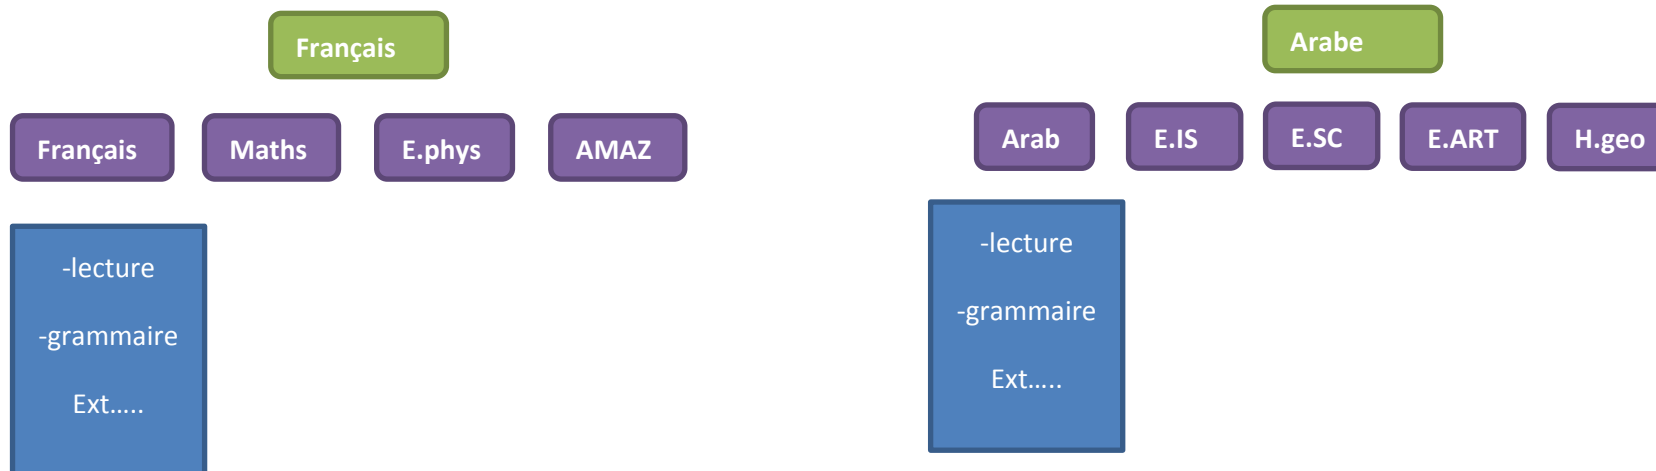 Français
Français
Maths
E.phys
AMAZ
-lecture
-grammaire
Ext…..
Arabe
Arab
E.IS
E.SC
E.ART
H.geo
-lecture
-grammaire
Ext…..